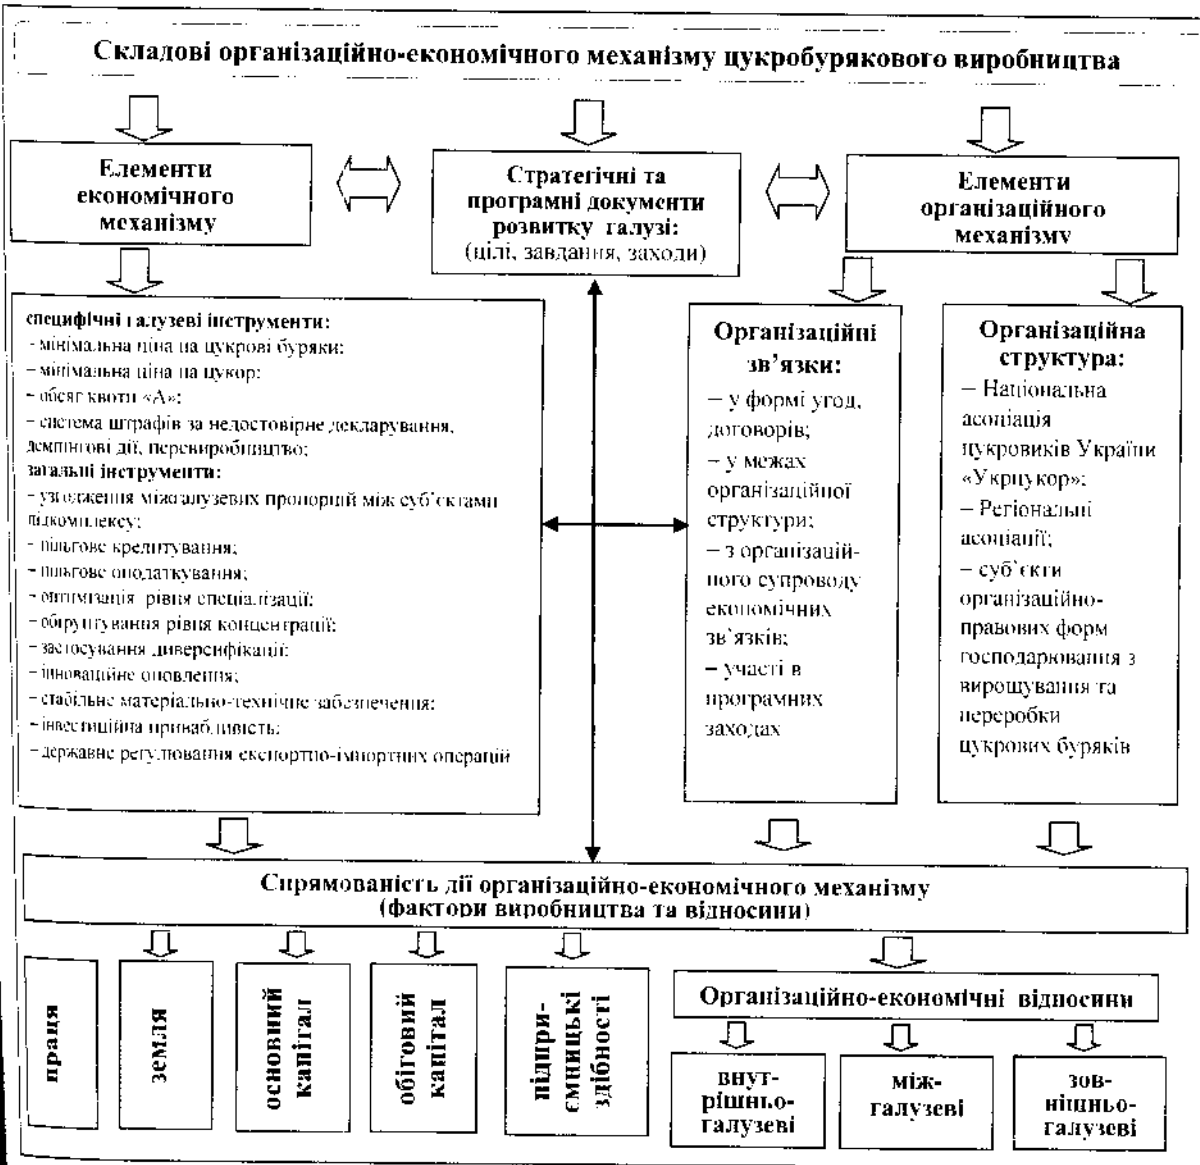 Складові організаційно-економічного механізму цукробурякового виробництва
Елементи
економічного
механізму
Стратегічні та
програмні документи
розвитку галузі:
(цілі, завдання, заходи)
Елементи
організаційного
механізму
специфічні галузеві інструменти:
- мінімальна ціна на цукрові буряки;
- мінімальна ціна на цукор;
- обсяг квоти «А»;
- система штрафів за недостовірне декларування,
демпінгові дії, перевиробництво;
загальні інструменти:
- узгодження міжгалузевих пропорцій між суб'єктами
підкомплексу;
- пільгове кредитування;
- пільгове оподаткування;
- оптимізація рівня спеціалізації;
- обґрунтування рівня концентрації;
- застосування диверсифікації;
- інноваційне оновлення;
- стабільне матеріально-технічне забезпечення;
- інвестиційна привабливість;
- державне регулювання експортно-імпортних операцій
Організаційні
зв'язки:
– у формі угод,
договорів;
– у межах
організаційної
структури;
– з організацій-
ного супроводу
економічних
зв`язків;
– участі в
програмних
заходах
Організаційна
структура:
– Національна
асоціація
цукровиків України
«Укрцукор»;
– Регіональні
асоціації;
– суб'єкти
організаційно-
правових форм
господарювання з
вирощування та
переробки
цукрових буряків
Спрямованість дії організаційно-економічного механізму
(фактори виробництва та відносини)
праця
земля
основний
капітал
обіговий
капітал
підпри-
ємницькі
здібності
Організаційно-економічні відносини
внут-
рішньо-
галузеві
між-
галузеві
зов-
нішньо-
галузеві